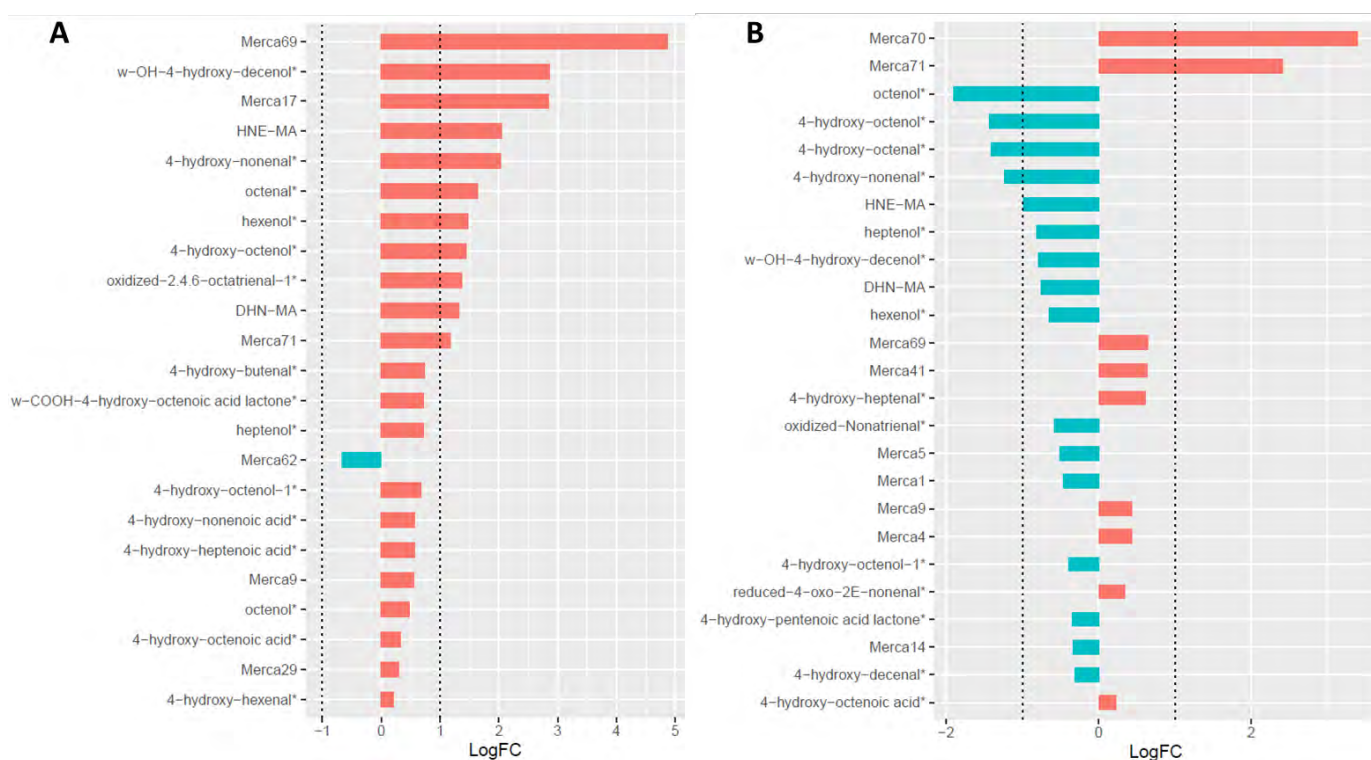 A
Merca69
w-OH-4-hydroxy-decenol*
Merca17
HNE-MA
4-hydroxy-nonenal*
octenal*
hexenol*
4-hydroxy-octenol*
oxidized-2.4.6-octatrienal-1*
DHN-MA
Merca71
4-hydroxy-butenal*
w-COOH-4-hydroxy-octenoic acid lactone*
heptenol*
Merca62
4-hydroxy-octenol-1*
4-hydroxy-nonenoic acid*
4-hydroxy-heptenoic acid*
Merca9
octenol*
4-hydroxy-octenoic acid*
Merca29
4-hydroxy-hexenal*
-1 0 1 2 3 4 5
LogFC
B
Merca70
Merca71
octenol*
4-hydroxy-octenol*
4-hydroxy-octenal*
4-hydroxy-nonenal*
HNE-MA
heptenol*
w-OH-4-hydroxy-decenol*
DHN-MA
hexenol*
Merca69
Merca41
4-hydroxy-heptenal*
oxidized-Nonatrienal*
Merca5
Merca1
Merca9
Merca4
4-hydroxy-octenol-1*
reduced-4-oxo-2E-nonenal*
4-hydroxy-pentenoic acid lactone*
Merca14
4-hydroxy-decenal*
4-hydroxy-octenoic acid*
-2 0 2
LogFC